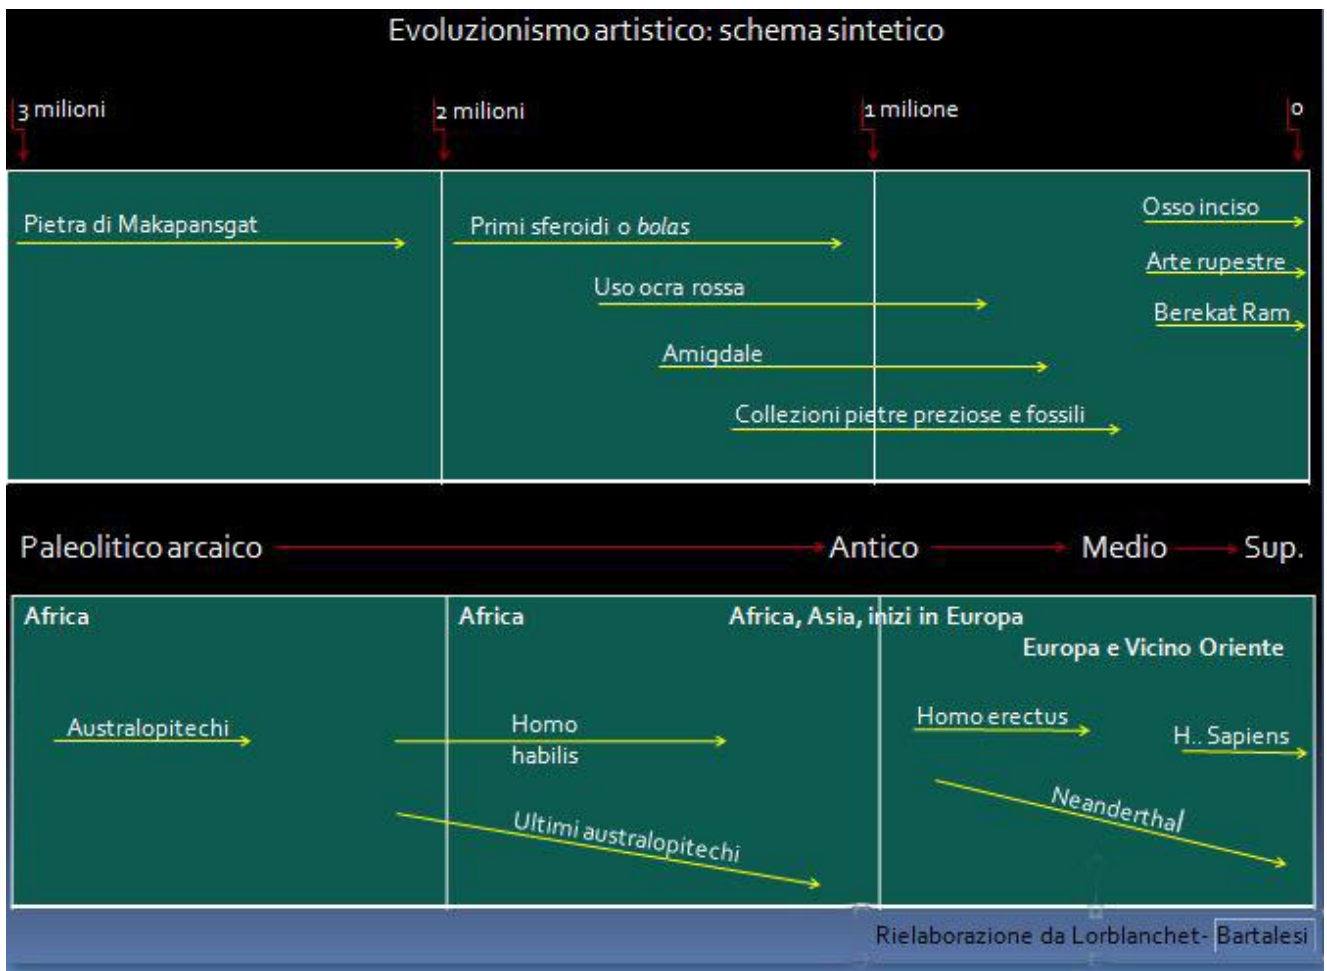 Evoluzionismo artistico: schema sintetico
3 milioni
2 milioni
1 milione
0
Pietra di Makapansgat
Primi sferoidi o bolas
Osso inciso
Arte rupestre
Uso ocra rossa
Berekat Ram
Amigdale
Collezioni pietre preziose e fossili
Paleolitico arcaico
Antico
Medio
Sup.
Africa
Africa
Africa, Asia, inizi in Europa
Europa e Vicino Oriente
Australopitechi
Homo
habilis
Homo erectus
H.. Sapiens
Ultimi australopitechi
Neanderthal
Rielaborazione da Lorblanchet- Bartalesi